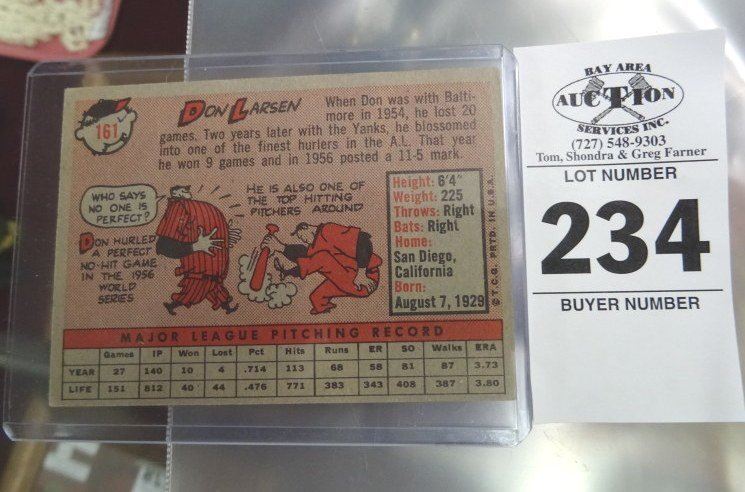 161
DON LARSEN
When Don was with Balti-
more in 1954, he lost 20
games. Two years later with the Yanks, he blossomed
into one of the finest hurlers in the A.L. That year
he won 9 games and in 1956 posted a 11-5 mark.
WHO SAYS
NO ONE IS
PERFECT?
DON HURLED
A PERFECT
NO-HIT GAME
IN THE 1956
WORLD
SERIES
HE IS ALSO ONE OF
THE TOP HITTING
PITCHERS AROUND
Height: 6'4"
Weight: 225
Throws: Right
Bats: Right
Home:
San Diego,
California
Born:
August 7, 1929
© T.C.G. PRTD. IN U.S.A.
MAJOR LEAGUE PITCHING RECORD
Games IP Won Lost Pct Hits Runs ER SO Walks ERA
YEAR 27 140 10 4 .714 113 68 58 81 87 3.73
LIFE 151 812 40 44 .476 771 383 343 408 387 3.80
BAY AREA
AUCTION
SERVICES INC.
(727) 548-9303
Tom, Shondra & Greg Farner
LOT NUMBER
234
BUYER NUMBER